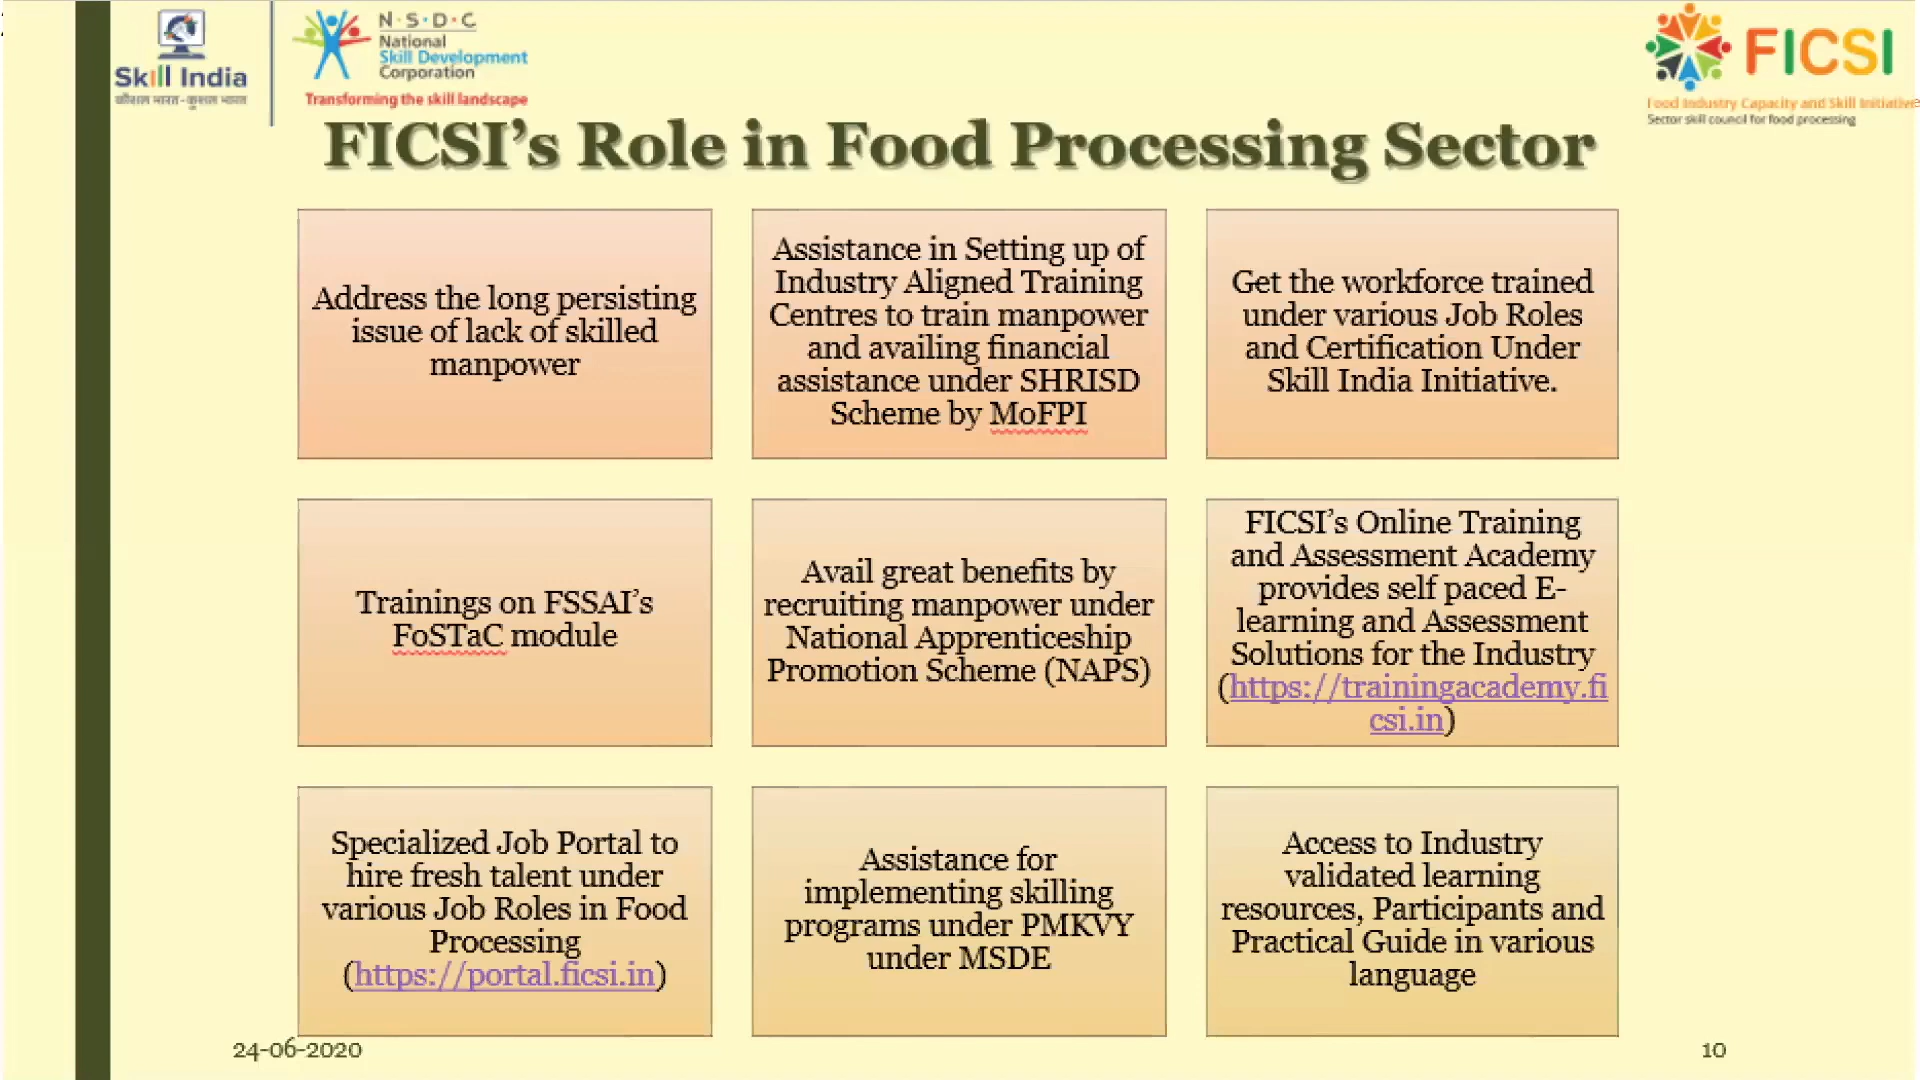 Skill India
कौशल भारत-कुशल भारत
N·S·D·C
National
Skill Development
Corporation
Transforming the skill landscape
FICSI
Food Industry Capacity and Skill Initiative
Sector skill council for food processing
FICSI’s Role in Food Processing Sector
Address the long persisting
issue of lack of skilled
manpower
Assistance in Setting up of
Industry Aligned Training
Centres to train manpower
and availing financial
assistance under SHRISD
Scheme by MoFPI
Get the workforce trained
under various Job Roles
and Certification Under
Skill India Initiative.
Trainings on FSSAI’s
FoSTaC module
Avail great benefits by
recruiting manpower under
National Apprenticeship
Promotion Scheme (NAPS)
FICSI’s Online Training
and Assessment Academy
provides self paced E-
learning and Assessment
Solutions for the Industry
(https://trainingacademy.fi
csi.in)
Specialized Job Portal to
hire fresh talent under
various Job Roles in Food
Processing
(https://portal.ficsi.in)
Assistance for
implementing skilling
programs under PMKVY
under MSDE
Access to Industry
validated learning
resources, Participants and
Practical Guide in various
language
24-06-2020
10